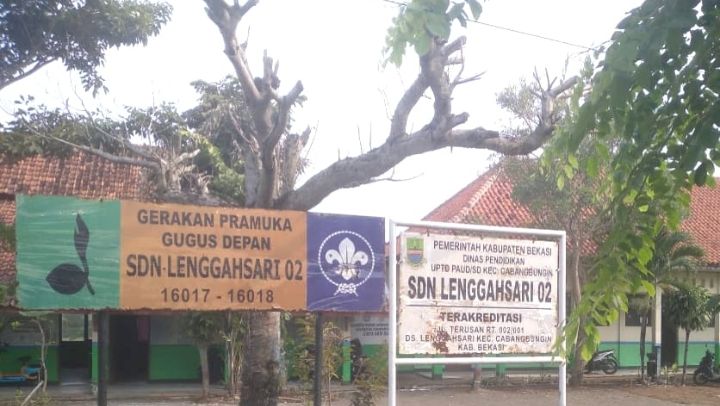 GERAKAN PRAMUKA
GUGUS DEPAN
SDN-LENGGAHSARI 02
16017 - 16018
PEMERINTAH KABUPATEN BEKASI
DINAS PENDIDIKAN
UPTD PAUD/SD KEC. CABANGBUNGIN
SDN LENGGAHSARI 02
TERAKREDITASI
JL. TERUSAN RT. 002/001
DS. LENGGAHSARI KEC. CABANGBUNGIN
KAB. BEKASI